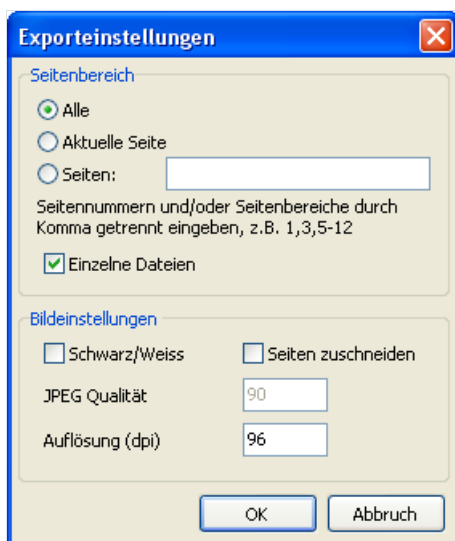 Exporteinstellungen
Seitenbereich
Alle
Aktuelle Seite
Seiten:
Seitennummern und/oder Seitenbereiche durch
Komma getrennt eingeben, z.B. 1,3,5-12
Einzelne Dateien
Bildeinstellungen
Schwarz/Weiss Seiten zuschneiden
JPEG Qualität 90
Auflösung (dpi) 96
OK Abbruch